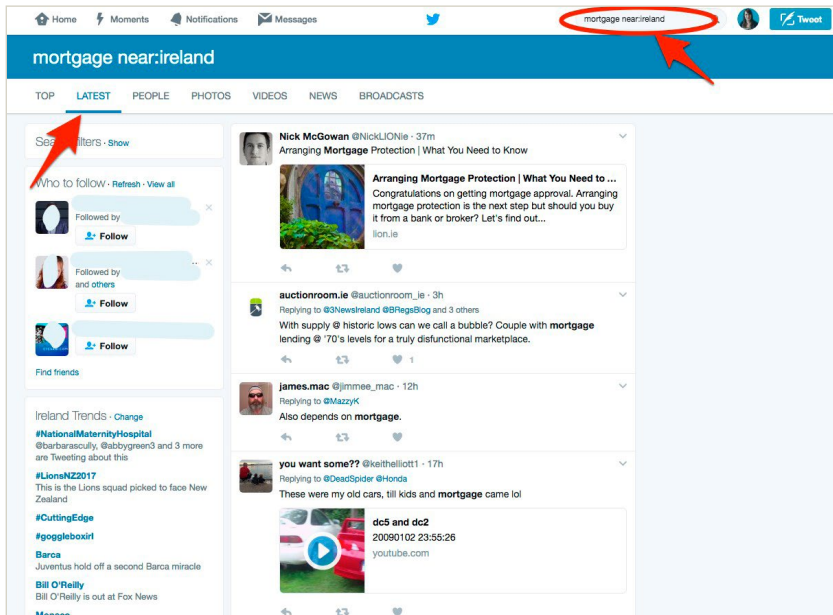 Home Moments Notifications Messages mortgage near:ireland Tweet
mortgage near:ireland
TOP LATEST PEOPLE PHOTOS VIDEOS NEWS BROADCASTS
filters · Show
Who to follow · Refresh · View all
Followed by
Follow
Followed by
and others
Follow
Follow
Find friends
Ireland Trends · Change
#NationalMaternityHospital
@barbarascully, @abbygreen3 and 3 more
are Tweeting about this
#LionsNZ2017
This is the Lions squad picked to face New
Zealand
#CuttingEdge
#goggleboxirl
Barca
Juventus hold off a second Barca miracle
Bill O'Reilly
Bill O'Reilly is out at Fox News
Nick McGowan @NickLIONie · 37m
Arranging Mortgage Protection | What You Need to Know
Arranging Mortgage Protection | What You Need to ...
Congratulations on getting mortgage approval. Arranging
mortgage protection is the next step but should you buy
it from a bank or broker? Let's find out...
lion.ie
auctionroom.ie @auctionroom_ie · 3h
Replying to @3NewsIreland @BRegsBlog and 3 others
With supply @ historic lows can we call a bubble? Couple with mortgage
lending @ '70's levels for a truly disfunctional marketplace.
1
james.mac @jimmee_mac · 12h
Replying to @MazzyK
Also depends on mortgage.
you want some?? @keithelliott1 · 17h
Replying to @DeadSpider @Honda
These were my old cars, till kids and mortgage came lol
dc5 and dc2
20090102 23:55:26
youtube.com